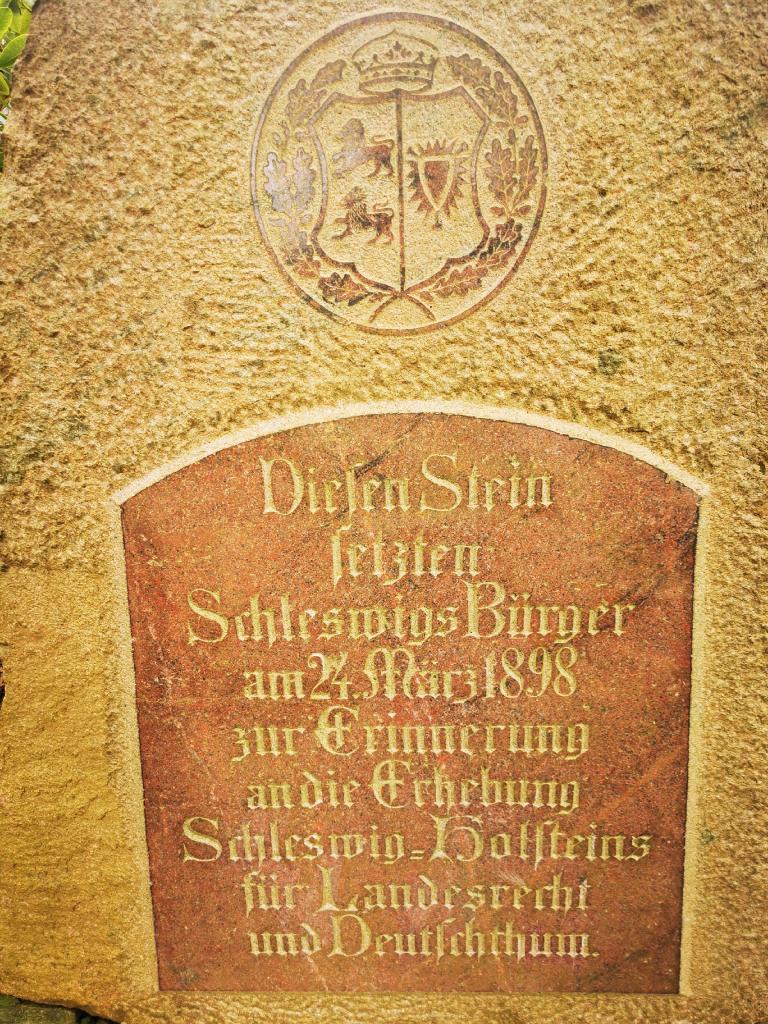 Dieſen Stein
ſetzten
Schleswigs Bürger
am 24. März 1898
zur Erinnerung
an die Erhebung
Schleswig=Holſteins
für Landesrecht
und Deutſchthum.